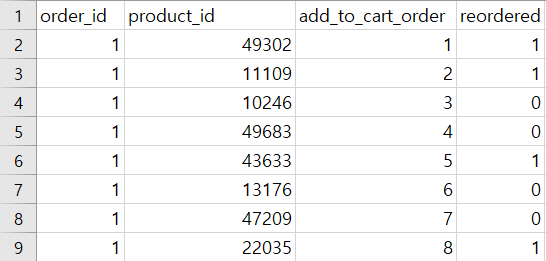 1 order_id product_id add_to_cart_order reordered
2 1 49302 1 1
3 1 11109 2 1
4 1 10246 3 0
5 1 49683 4 0
6 1 43633 5 1
7 1 13176 6 0
8 1 47209 7 0
9 1 22035 8 1